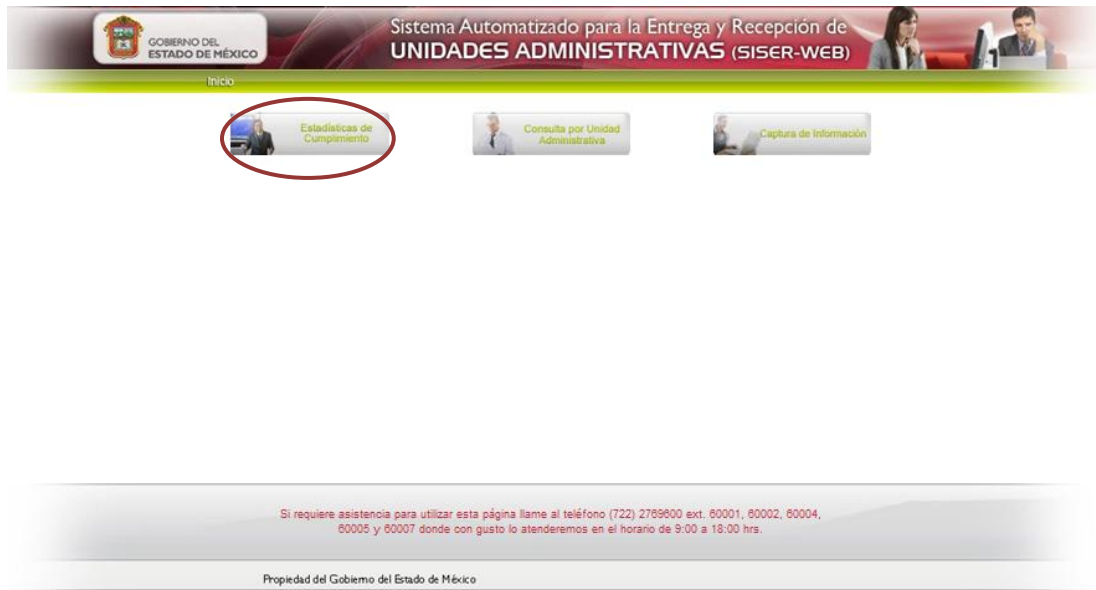 GOBIERNO DEL
ESTADO DE MÉXICO
Sistema Automatizado para la Entrega y Recepción de
UNIDADES ADMINISTRATIVAS (SISER-WEB)
Inicio
Estadísticas de
Cumplimiento
Consulta por Unidad
Administrativa
Captura de Información
Si requiere asistencia para utilizar esta página llame al teléfono (722) 2769600 ext. 60001, 60002, 60004,
60005 y 60007 donde con gusto lo atenderemos en el horario de 9:00 a 18:00 hrs.
Propiedad del Gobierno del Estado de México